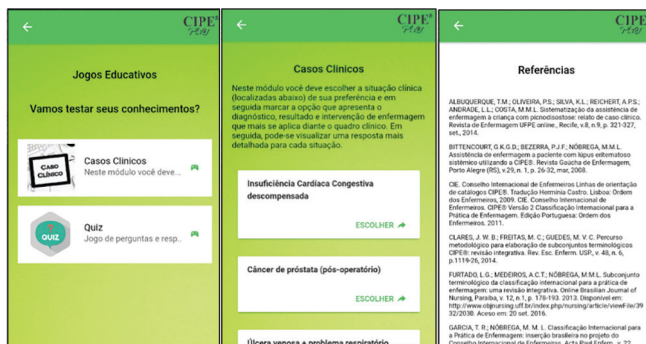 CIPE®
Play
Jogos Educativos
Vamos testar seus conhecimentos?
CASO
CLÍNICO
Casos Clinicos
Neste módulo você deve...
QUIZ
Quiz
Jogo de perguntas e resp..
CIPE®
Play
Casos Clinicos
Neste módulo você deve escolher a situação clínica
(localizadas abaixo) de sua preferência e em
seguida marcar a opção que apresenta o
diagnóstico, resultado e intervenção de enfermagem
que mais se aplica diante o quadro clínico. Em
seguida, pode-se visualizar uma resposta mais
detalhada para cada situação.
Insuficiência Cardíaca Congestiva
descompensada
ESCOLHER
Câncer de próstata (pós-operatório)
ESCOLHER
Úlcera venosa + problema respiratório
CIPE
Play
Referências
ALBUQUERQUE, T.M.; OLIVEIRA, P.S.; SILVA, K.L.; REICHERT, A.P.S.;
ANDRADE, L.L.; COSTA, M.M.L. Sistematização da assistência de
enfermagem à criança com picnodisostose: relato de caso clínico.
Revista de Enfermagem UFPE online., Recife, v.8, n.9, p. 321-327,
set., 2014.
BITTENCOURT, G.K.G.D.; BEZERRA, P.J.F.; NÓBREGA, M.M.L.
Assistência de enfermagem a paciente com lúpus eritematoso
sistêmico utilizando a CIPE®. Revista Gaúcha de Enfermagem,
Porto Alegre (RS), v.29, n. 1, p. 26-32, mar, 2008.
CIE. Conselho Internacional de Enfermeiros Linhas de orientação
de catálogos CIPE®. Tradução Hermínia Castro. Lisboa: Ordem
dos Enfermeiros, 2009. CIE. Conselho Internacional de
Enfermeiros. CIPE® Versão 2 Classificação Internacional para a
Prática de Enfermagem. Edição Portuguesa: Ordem dos
Enfermeiros. 2011.
CLARES, J. W. B.; FREITAS, M. C.; GUEDES, M. V. C. Percurso
metodológico para elaboração de subconjuntos terminológicos
CIPE®: revisão integrativa. Rev. Esc. Enferm. USP., v. 48, n. 6,
p.1119-26, 2014.
FURTADO, L.G.; MEDEIROS, A.C.T.; NÓBREGA, M.M.L. Subconjunto
terminológico da classificação internacional para a prática de
enfermagem: uma revisão integrativa. Online Brasilian Journal of
Nursing, Paraíba, v. 12, n.1, p. 178-193. 2013. Disponível em:
http://www.objnursing.uff.br/index.php/nursing/article/viewFile/39
32/2030. Aceso em: 20 set. 2016.
GARCIA, T. R.; NÓBREGA, M. M. L. Classificação Internacional para
a Prática de Enfermagem: inserção brasileira no projeto do
Conselho Internacional de Enfermeiros. Acta Paul Enferm., v. 22,